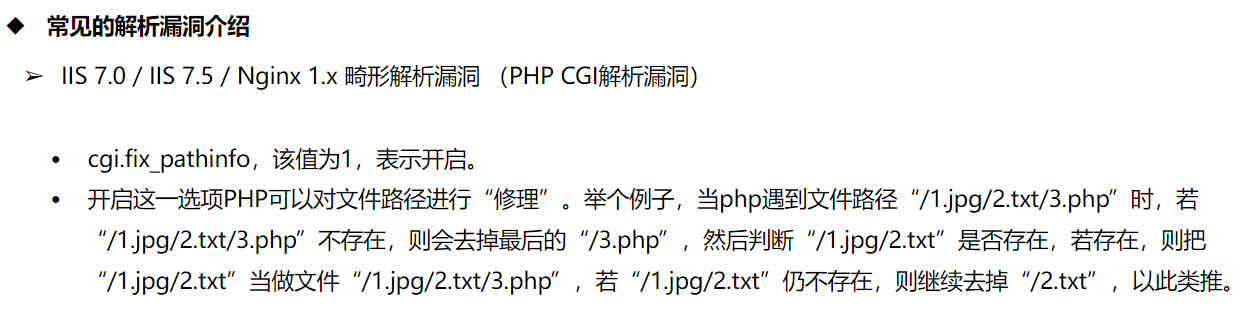 ◆ 常见的解析漏洞介绍
➢ IIS 7.0 / IIS 7.5 / Nginx 1.x 畸形解析漏洞 （PHP CGI解析漏洞）
• cgi.fix_pathinfo，该值为1，表示开启。
• 开启这一选项PHP可以对文件路径进行“修理”。举个例子，当php遇到文件路径“/1.jpg/2.txt/3.php”时，若
“/1.jpg/2.txt/3.php”不存在，则会去掉最后的“/3.php”，然后判断“/1.jpg/2.txt”是否存在，若存在，则把
“/1.jpg/2.txt”当做文件“/1.jpg/2.txt/3.php”，若“/1.jpg/2.txt”仍不存在，则继续去掉“/2.txt”，以此类推。